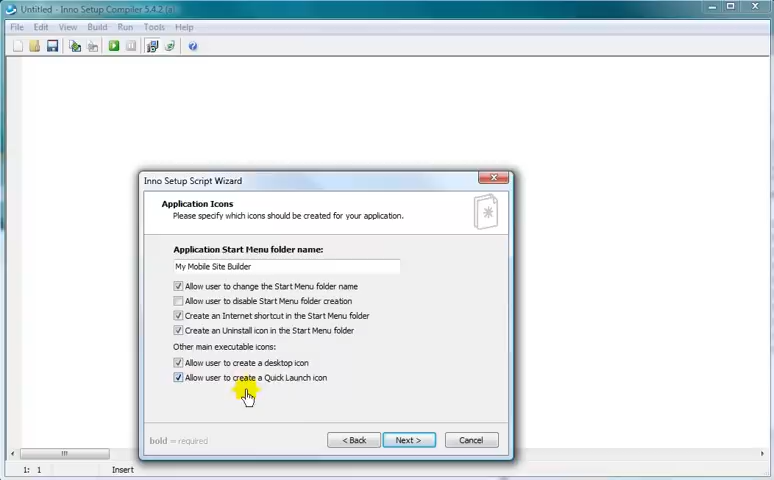 Untitled - Inno Setup Compiler 5.4.2 (a)
File Edit View Build Run Tools Help
Inno Setup Script Wizard
Application Icons
Please specify which icons should be created for your application.
Application Start Menu folder name:
My Mobile Site Builder
Allow user to change the Start Menu folder name
Allow user to disable Start Menu folder creation
Create an Internet shortcut in the Start Menu folder
Create an Uninstall icon in the Start Menu folder
Other main executable icons:
Allow user to create a desktop icon
Allow user to create a Quick Launch icon
bold = required
< Back Next > Cancel
1: 1 Insert